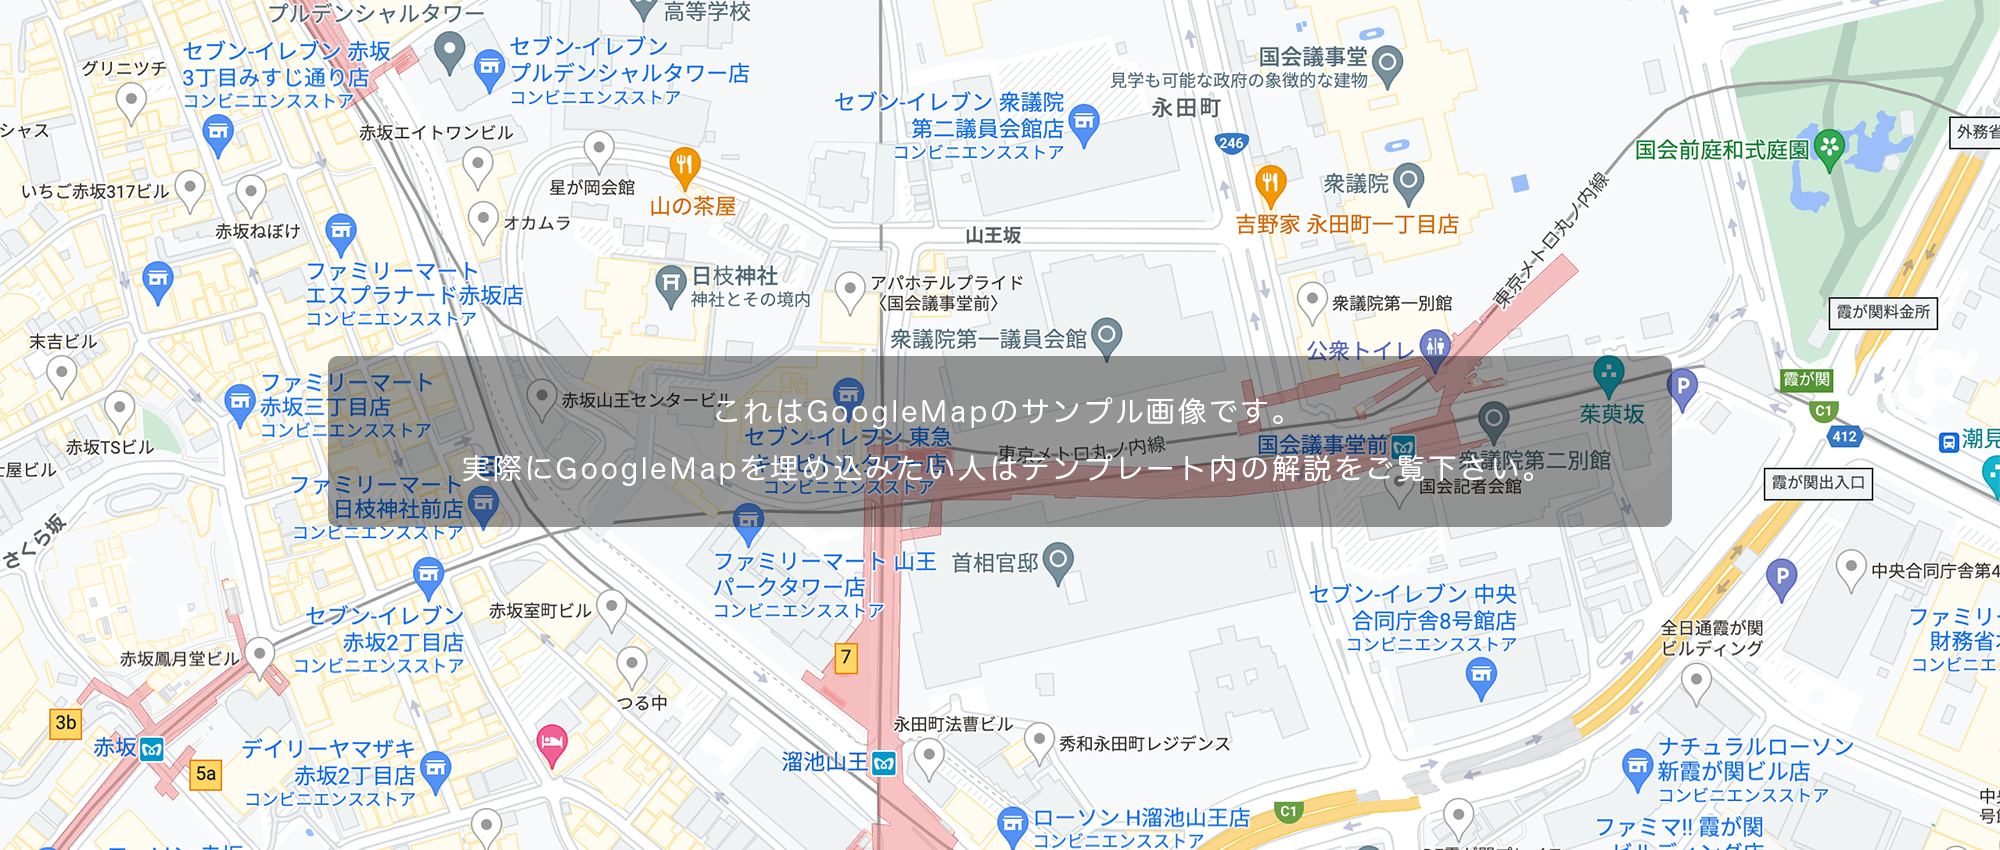 プルデンシャルタワー
高等学校
セブン-イレブン 赤坂
3丁目みすじ通り店
コンビニエンスストア
グリニツチ
シャス
セブン-イレブン
プルデンシャルタワー店
コンビニエンスストア
赤坂エイトワンビル
セブン-イレブン 衆議院
第二議員会館店
コンビニエンスストア
国会議事堂
見学も可能な政府の象徴的な建物
永田町
246
国会前庭和式庭園
外務省
いちご赤坂317ビル
赤坂ねぼけ
星が岡会館
山の茶屋
オカムラ
衆議院
吉野家 永田町一丁目店
山王坂
東京メトロ丸ノ内線
ファミリーマート
エスプラナード赤坂店
コンビニエンスストア
日枝神社
神社とその境内
アパホテルプライド
〈国会議事堂前〉
衆議院第一別館
霞が関料金所
末吉ビル
衆議院第一議員会館
公衆トイレ
P
霞が関
C1
ファミリーマート
赤坂三丁目店
コンビニエンスストア
赤坂山王センタービル
これはGoogleMapのサンプル画像です。
実際にGoogleMapを埋め込みたい人はテンプレート内の解説をご覧下さい。
茱萸坂
412
潮見
赤坂TSビル
士屋ビル
セブン-イレブン 東急
コンビニエンスストア
東京メトロ丸ノ内線
国会議事堂前
衆議院第二別館
国会記者会館
霞が関出入口
ファミリーマート
日枝神社前店
コンビニエンスストア
さくら坂
ファミリーマート 山王
パークタワー店
コンビニエンスストア
首相官邸
P
中央合同庁舎第4
セブン-イレブン
赤坂2丁目店
コンビニエンスストア
赤坂室町ビル
セブン-イレブン 中央
合同庁舎8号館店
コンビニエンスストア
全日通霞が関
ビルディング
ファミリー
財務省
コンビニエ
赤坂鳳月堂ビル
7
つる中
3b
赤坂
5a
デイリーヤマザキ
赤坂2丁目店
コンビニエンスストア
溜池山王
永田町法曹ビル
秀和永田町レジデンス
ナチュラルローソン
新霞が関ビル店
コンビニエンスストア
ローソン H溜池山王店
コンビニエンスストア
C1
ファミマ!! 霞が関